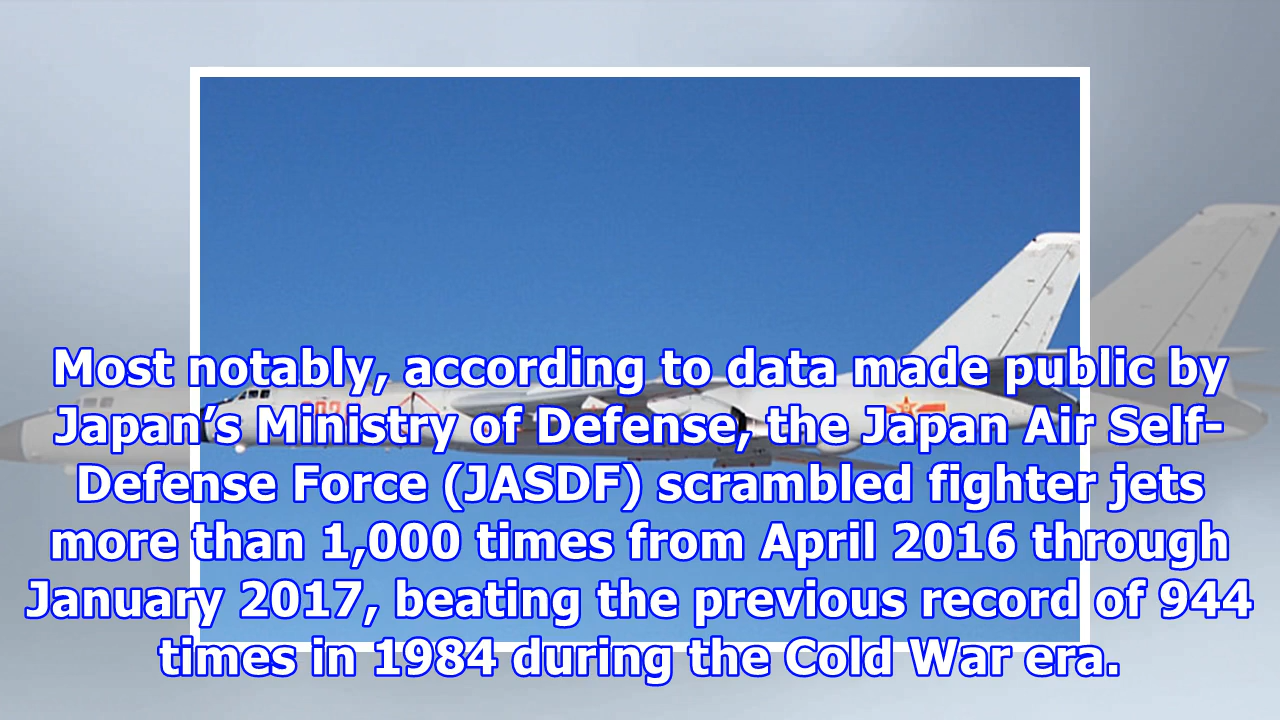 Most notably, according to data made public by
Japan’s Ministry of Defense, the Japan Air Self-
Defense Force (JASDF) scrambled fighter jets
more than 1,000 times from April 2016 through
January 2017, beating the previous record of 944
times in 1984 during the Cold War era.